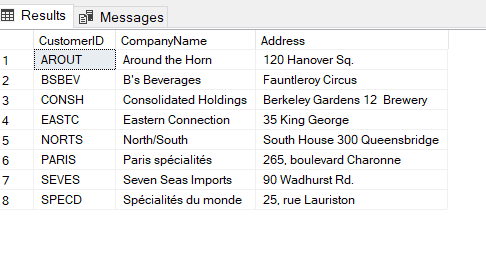 Results Messages
CustomerID CompanyName Address
1 AROUT Around the Horn 120 Hanover Sq.
2 BSBEV B's Beverages Fauntleroy Circus
3 CONSH Consolidated Holdings Berkeley Gardens 12  Brewery
4 EASTC Eastern Connection 35 King George
5 NORTS North/South South House 300 Queensbridge
6 PARIS Paris spécialités 265, boulevard Charonne
7 SEVES Seven Seas Imports 90 Wadhurst Rd.
8 SPECD Spécialités du monde 25, rue Lauriston